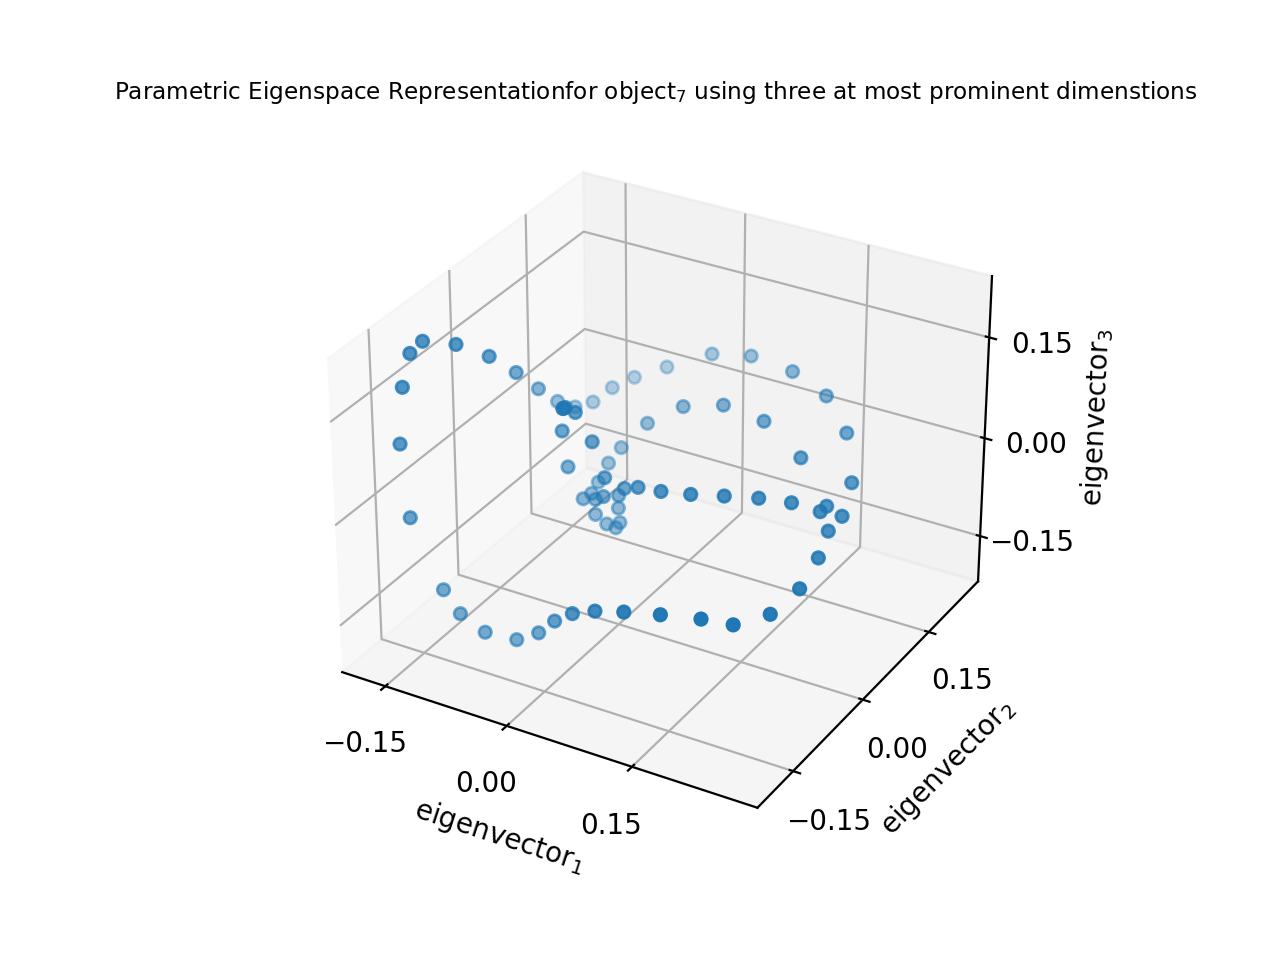 Parametric Eigenspace Representationfor object₇ using three at most prominent dimenstions
0.15
0.00
−0.15
eigenvector₃
0.15
0.00
−0.15
eigenvector₂
−0.15
0.00
0.15
eigenvector₁